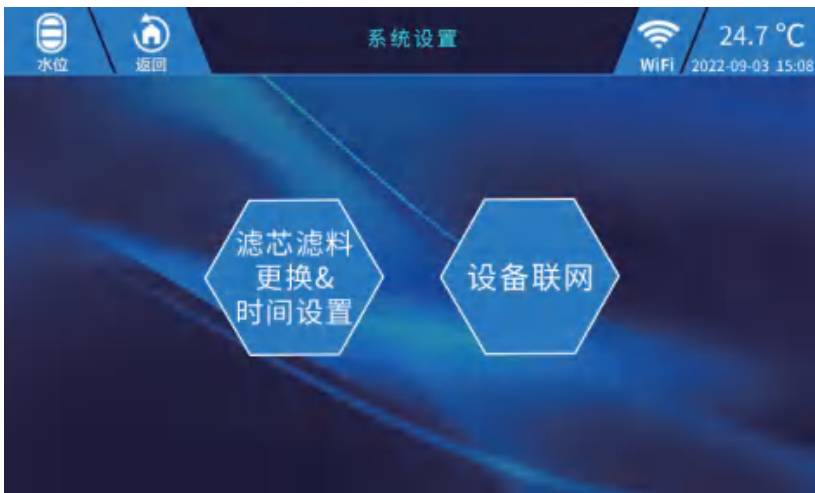 水位
返回
系统设置
WiFi
24.7 °C
2022-09-03 15:08
滤芯滤料
更换&
时间设置
设备联网